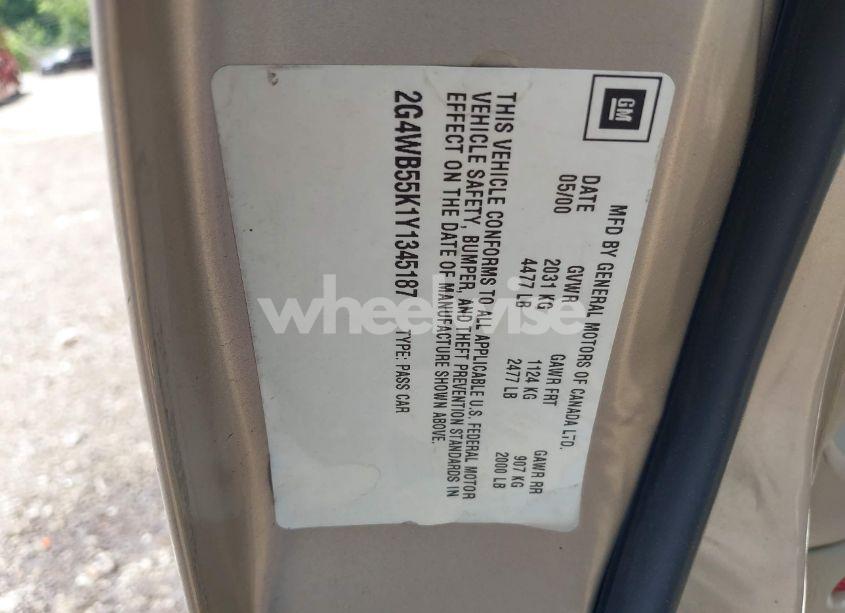 GM
MFD BY GENERAL MOTORS OF CANADA LTD.
DATE GVWR GAWR FRT GAWR RR
05/00 2031 KG 1124 KG 907 KG
4477 LB 2477 LB 2000 LB
THIS VEHICLE CONFORMS TO ALL APPLICABLE U.S. FEDERAL MOTOR
VEHICLE SAFETY, BUMPER, AND THEFT PREVENTION STANDARDS IN
EFFECT ON THE DATE OF MANUFACTURE SHOWN ABOVE.
2G4WB55K1Y1345187 TYPE: PASS CAR
wheelwise